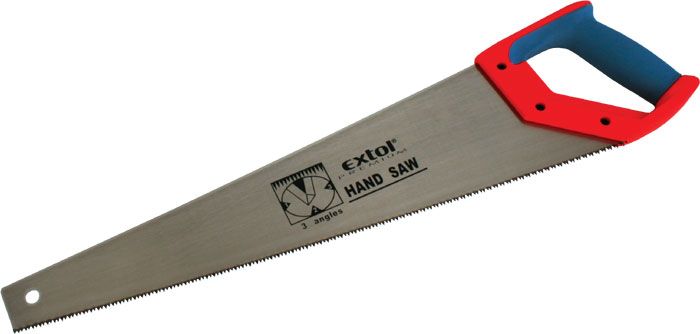 extol®
PREMIUM
HAND SAW
3 angles